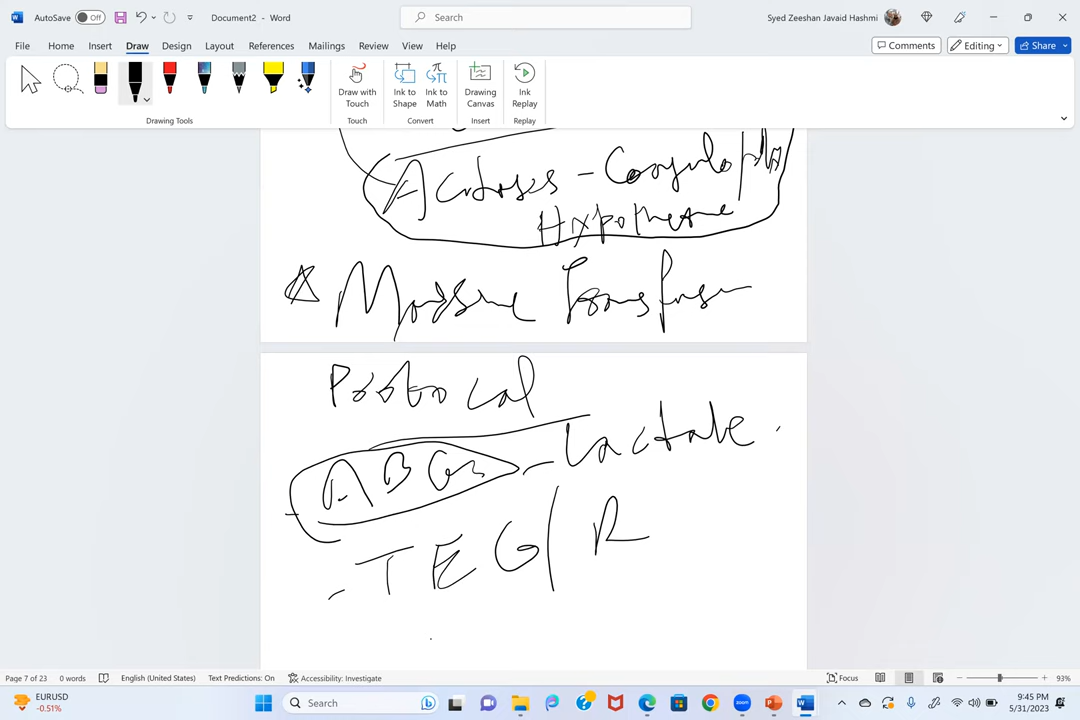 AutoSave Off Document2 - Word Search Syed Zeeshan Javaid Hashmi
File Home Insert Draw Design Layout References Mailings Review View Help Comments Editing Share
Draw with Touch Ink to Shape Ink to Math Drawing Canvas Ink Replay
Drawing Tools Touch Convert Insert Replay
Massive Transfusion
Protocol
- ABGs - Lactate
- TEG/R
Page 7 of 23 0 words English (United States) Text Predictions: On Accessibility: Investigate Focus 93%
EURUSD
-0.51%
Search
zoom
9:45 PM
5/31/2023